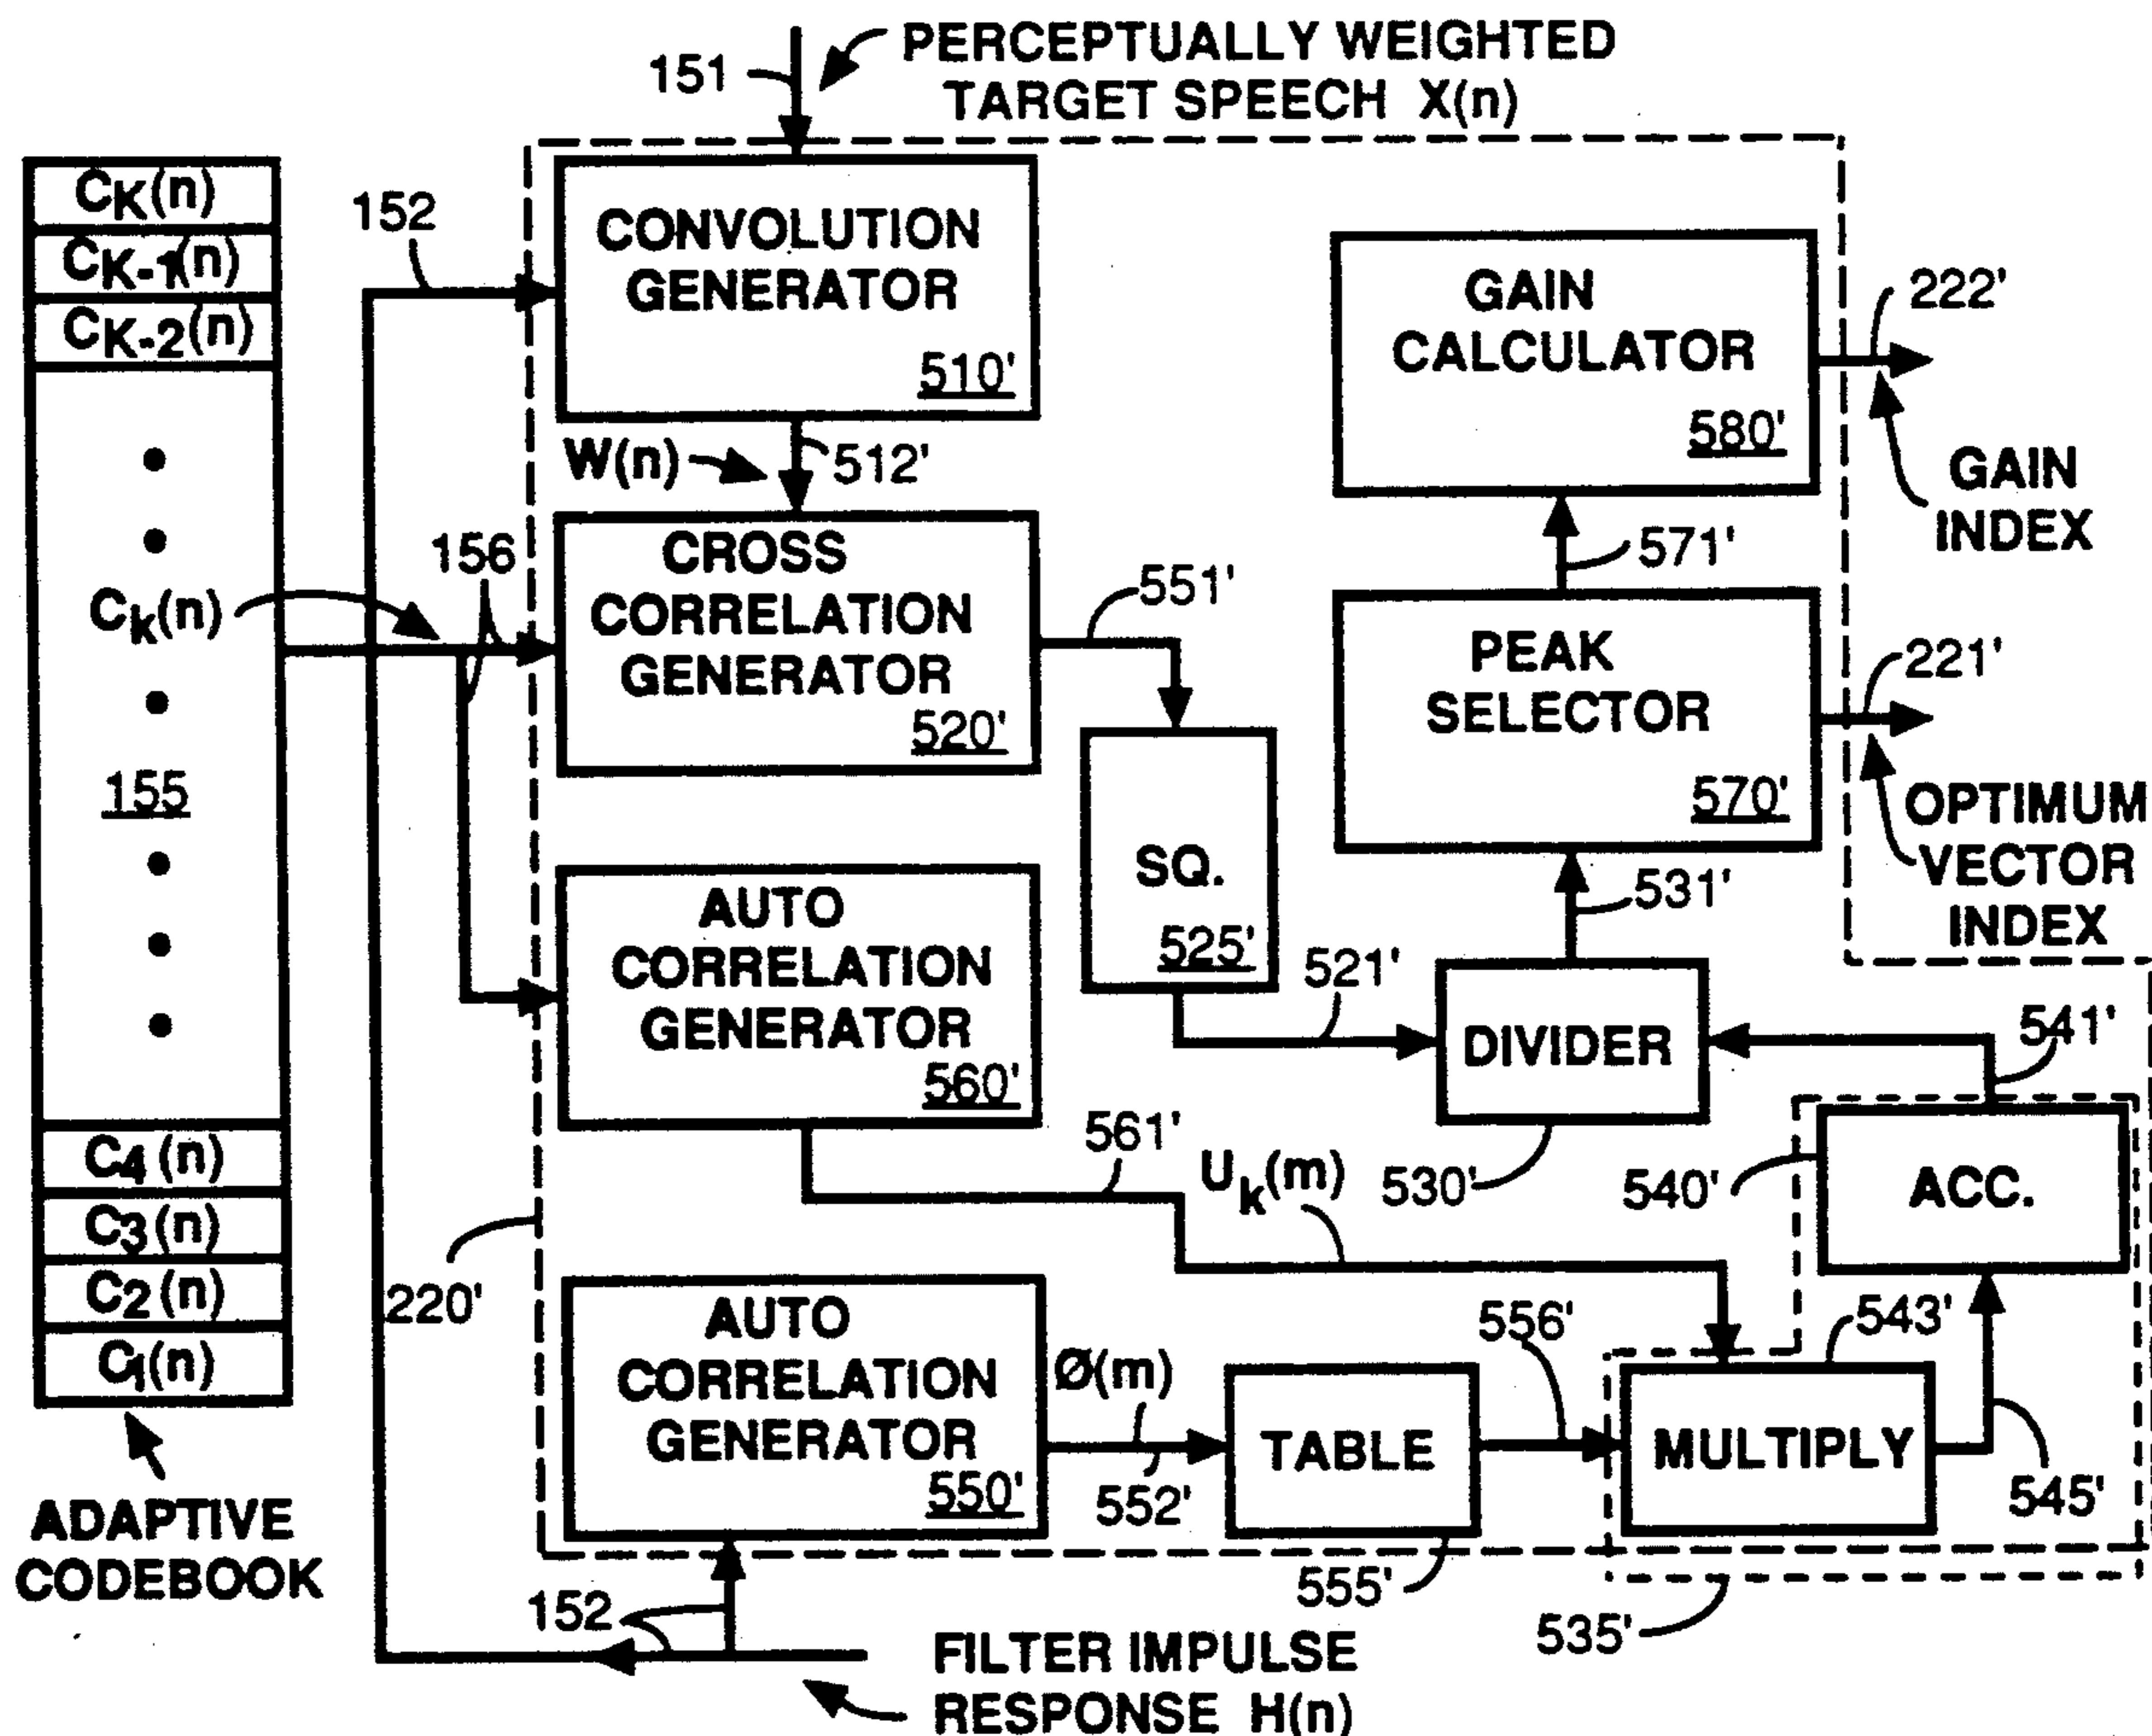 PERCEPTUALLY WEIGHTED
TARGET SPEECH X(n)
151
CK(n)
CK-1(n)
CK-2(n)
152
CONVOLUTION
GENERATOR
510'
GAIN
CALCULATOR
580'
222'
GAIN
INDEX
W(n)
512'
156
Ck(n)
CROSS
CORRELATION
GENERATOR
520'
551'
571'
PEAK
SELECTOR
570'
221'
OPTIMUM
VECTOR
INDEX
155
SQ.
525'
531'
AUTO
CORRELATION
GENERATOR
560'
521'
DIVIDER
541'
530'
561'
Uk(m)
540'
ACC.
C4(n)
C3(n)
C2(n)
C1(n)
220'
AUTO
CORRELATION
GENERATOR
550'
Ø(m)
552'
TABLE
556'
543'
MULTIPLY
545'
555'
535'
ADAPTIVE
CODEBOOK
152
FILTER IMPULSE
RESPONSE H(n)